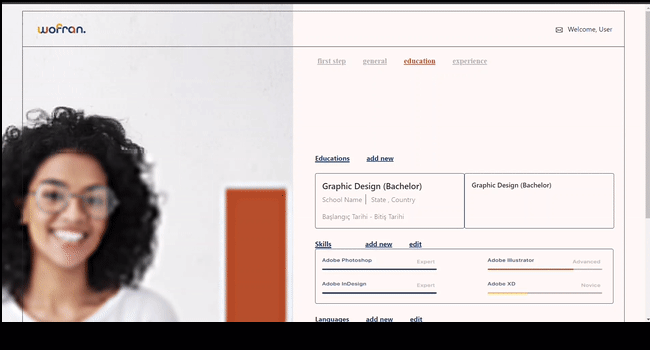 wofran.
Welcome, User
first step general education experience
Educations add new
Graphic Design (Bachelor)
School Name | State , Country
Başlangıç Tarihi - Bitiş Tarihi
Graphic Design (Bachelor)
Skills add new edit
Adobe Photoshop Expert
Adobe Illustrator Advanced
Adobe InDesign Expert
Adobe XD Novice
Languages add new edit